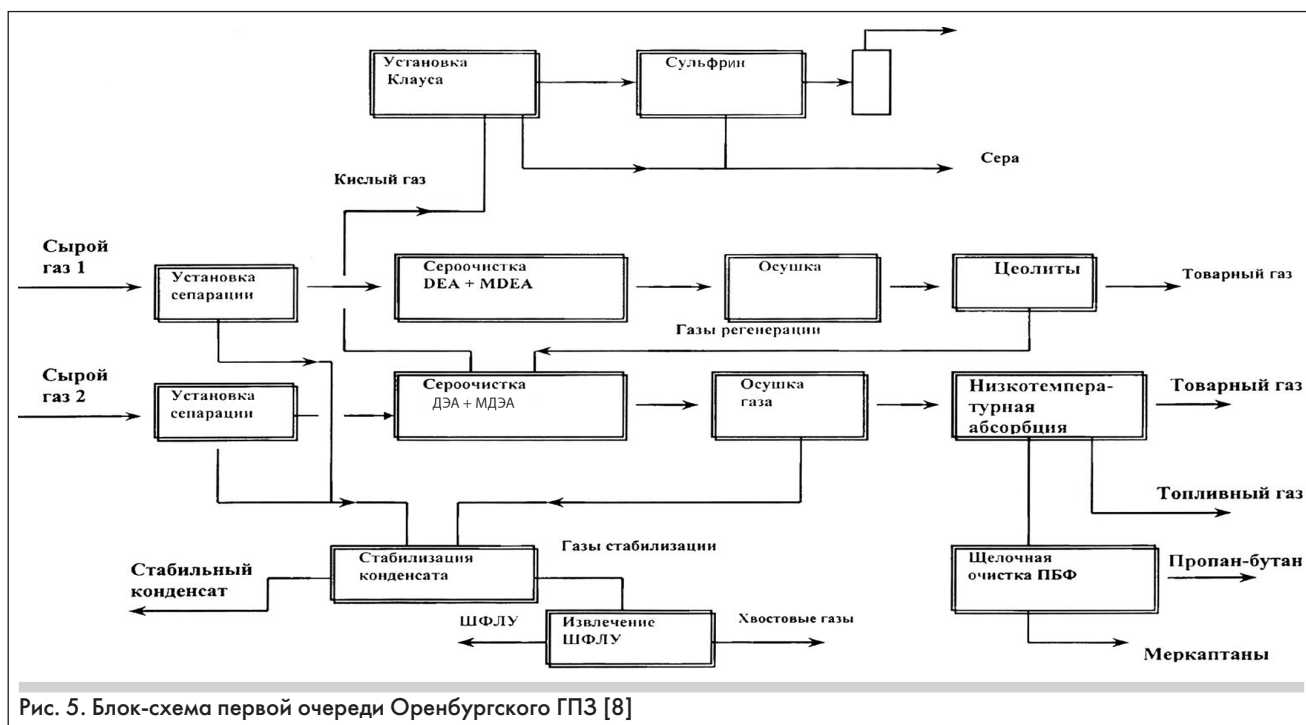 Установка
Клауса
Сульфрин
Сера
Кислый газ
Сырой
газ 1
Установка
сепарации
Сероочистка
DEA + MDEA
Осушка
Цеолиты
Товарный газ
Газы регенерации
Сырой
газ 2
Установка
сепарации
Сероочистка
ДЭА + МДЭА
Осушка
газа
Низкотемпера-
турная
абсорбция
Товарный газ
Топливный газ
Стабильный
конденсат
Стабилизация
конденсата
Газы стабилизации
Щелочная
очистка ПБФ
Пропан-бутан
ШФЛУ
Извлечение
ШФЛУ
Хвостовые газы
Меркаптаны
Рис. 5. Блок-схема первой очереди Оренбургского ГПЗ [8]